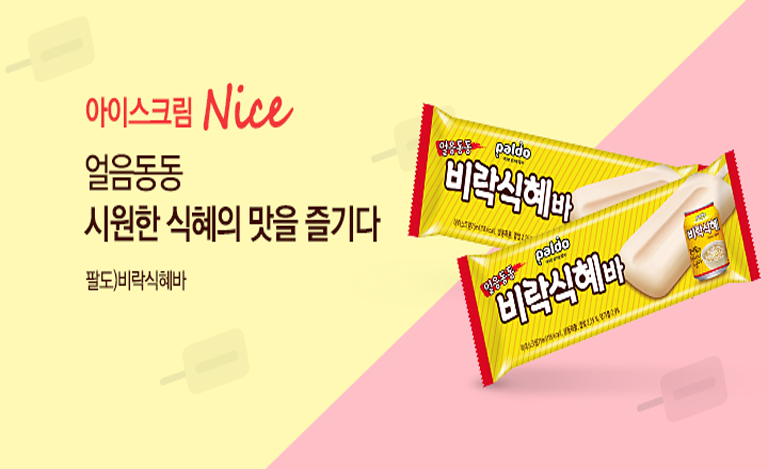 아이스크림 Nice
얼음동동
시원한 식혜의 맛을 즐기다
팔도)비락식혜바
얼음동동 paldo
비락식혜바
얼음동동 paldo
비락식혜바
paldo
비락식혜